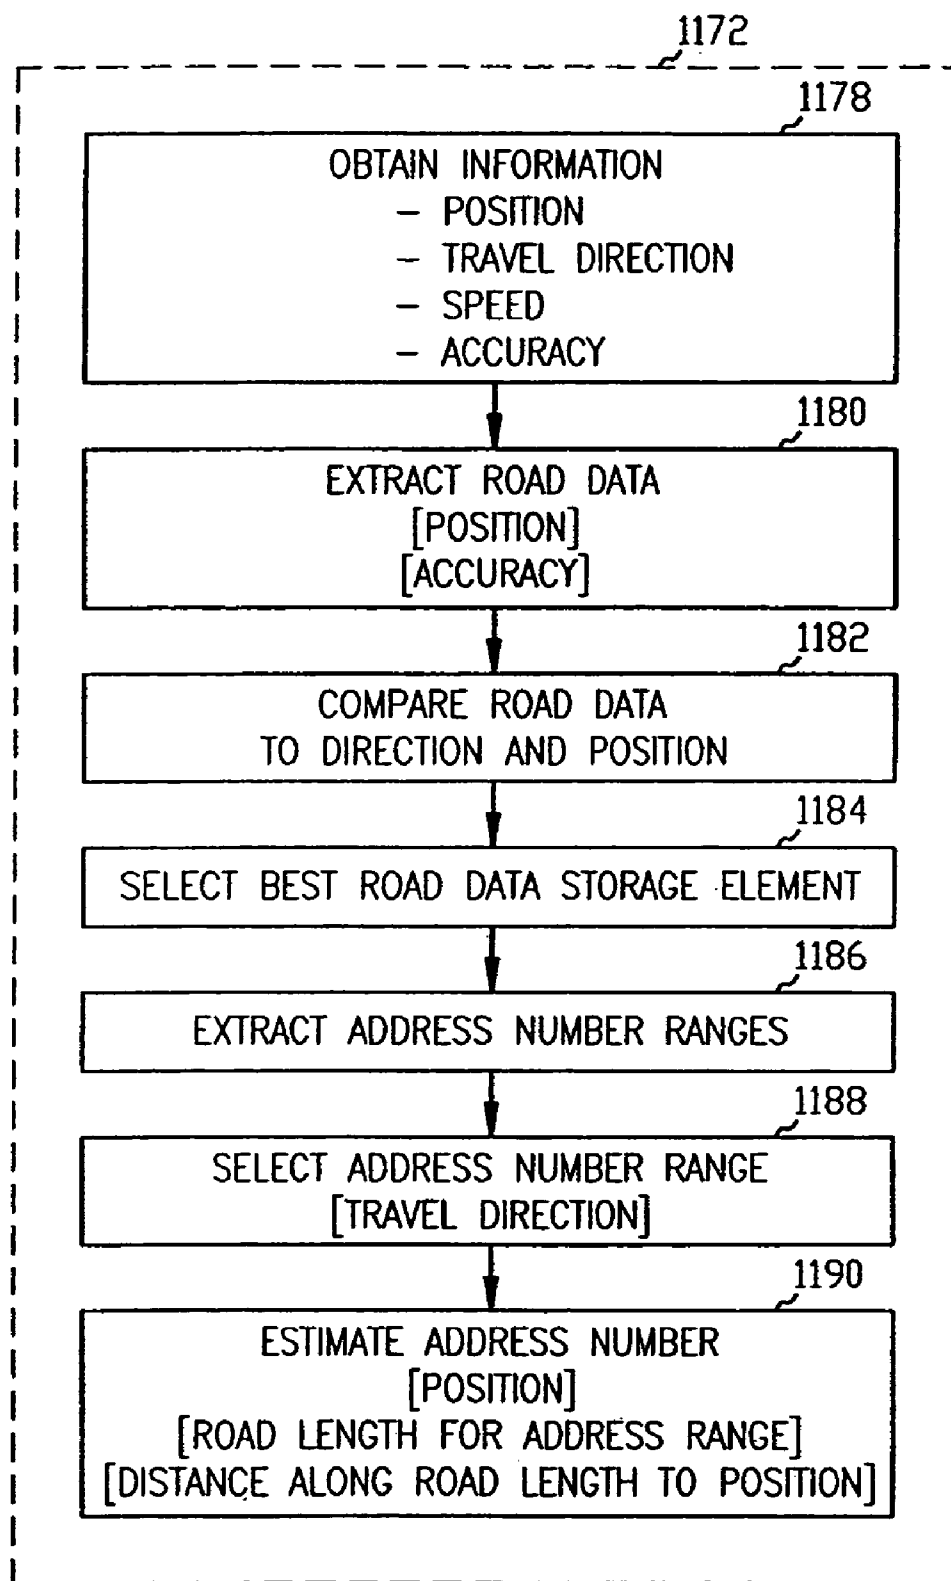 1172
1178
OBTAIN INFORMATION
– POSITION
– TRAVEL DIRECTION
– SPEED
– ACCURACY
1180
EXTRACT ROAD DATA
[POSITION]
[ACCURACY]
1182
COMPARE ROAD DATA
TO DIRECTION AND POSITION
1184
SELECT BEST ROAD DATA STORAGE ELEMENT
1186
EXTRACT ADDRESS NUMBER RANGES
1188
SELECT ADDRESS NUMBER RANGE
[TRAVEL DIRECTION]
1190
ESTIMATE ADDRESS NUMBER
[POSITION]
[ROAD LENGTH FOR ADDRESS RANGE]
[DISTANCE ALONG ROAD LENGTH TO POSITION]